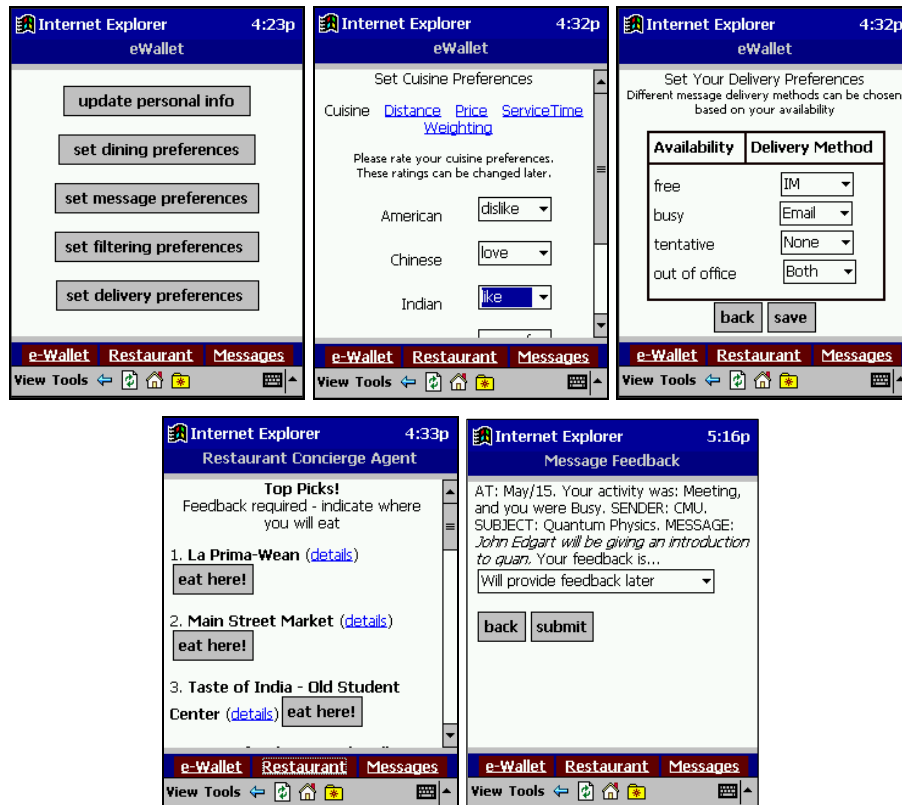 Internet Explorer 4:23p
eWallet
update personal info
set dining preferences
set message preferences
set filtering preferences
set delivery preferences
e-Wallet Restaurant Messages
View Tools
Internet Explorer 4:32p
eWallet
Set Cuisine Preferences
Cuisine Distance Price ServiceTime
Weighting
Please rate your cuisine preferences.
These ratings can be changed later.
American dislike
Chinese love
Indian like
e-Wallet Restaurant Messages
View Tools
Internet Explorer 4:32p
eWallet
Set Your Delivery Preferences
Different message delivery methods can be chosen
based on your availability
Availability Delivery Method
free IM
busy Email
tentative None
out of office Both
back save
e-Wallet Restaurant Messages
View Tools
Internet Explorer 4:33p
Restaurant Concierge Agent
Top Picks!
Feedback required - indicate where
you will eat
1. La Prima-Wean (details)
eat here!
2. Main Street Market (details)
eat here!
3. Taste of India - Old Student
Center (details) eat here!
e-Wallet Restaurant Messages
View Tools
Internet Explorer 5:16p
Message Feedback
AT: May/15. Your activity was: Meeting,
and you were Busy. SENDER: CMU.
SUBJECT: Quantum Physics. MESSAGE:
John Edgart will be giving an introduction
to quan. Your feedback is...
Will provide feedback later
back submit
e-Wallet Restaurant Messages
View Tools